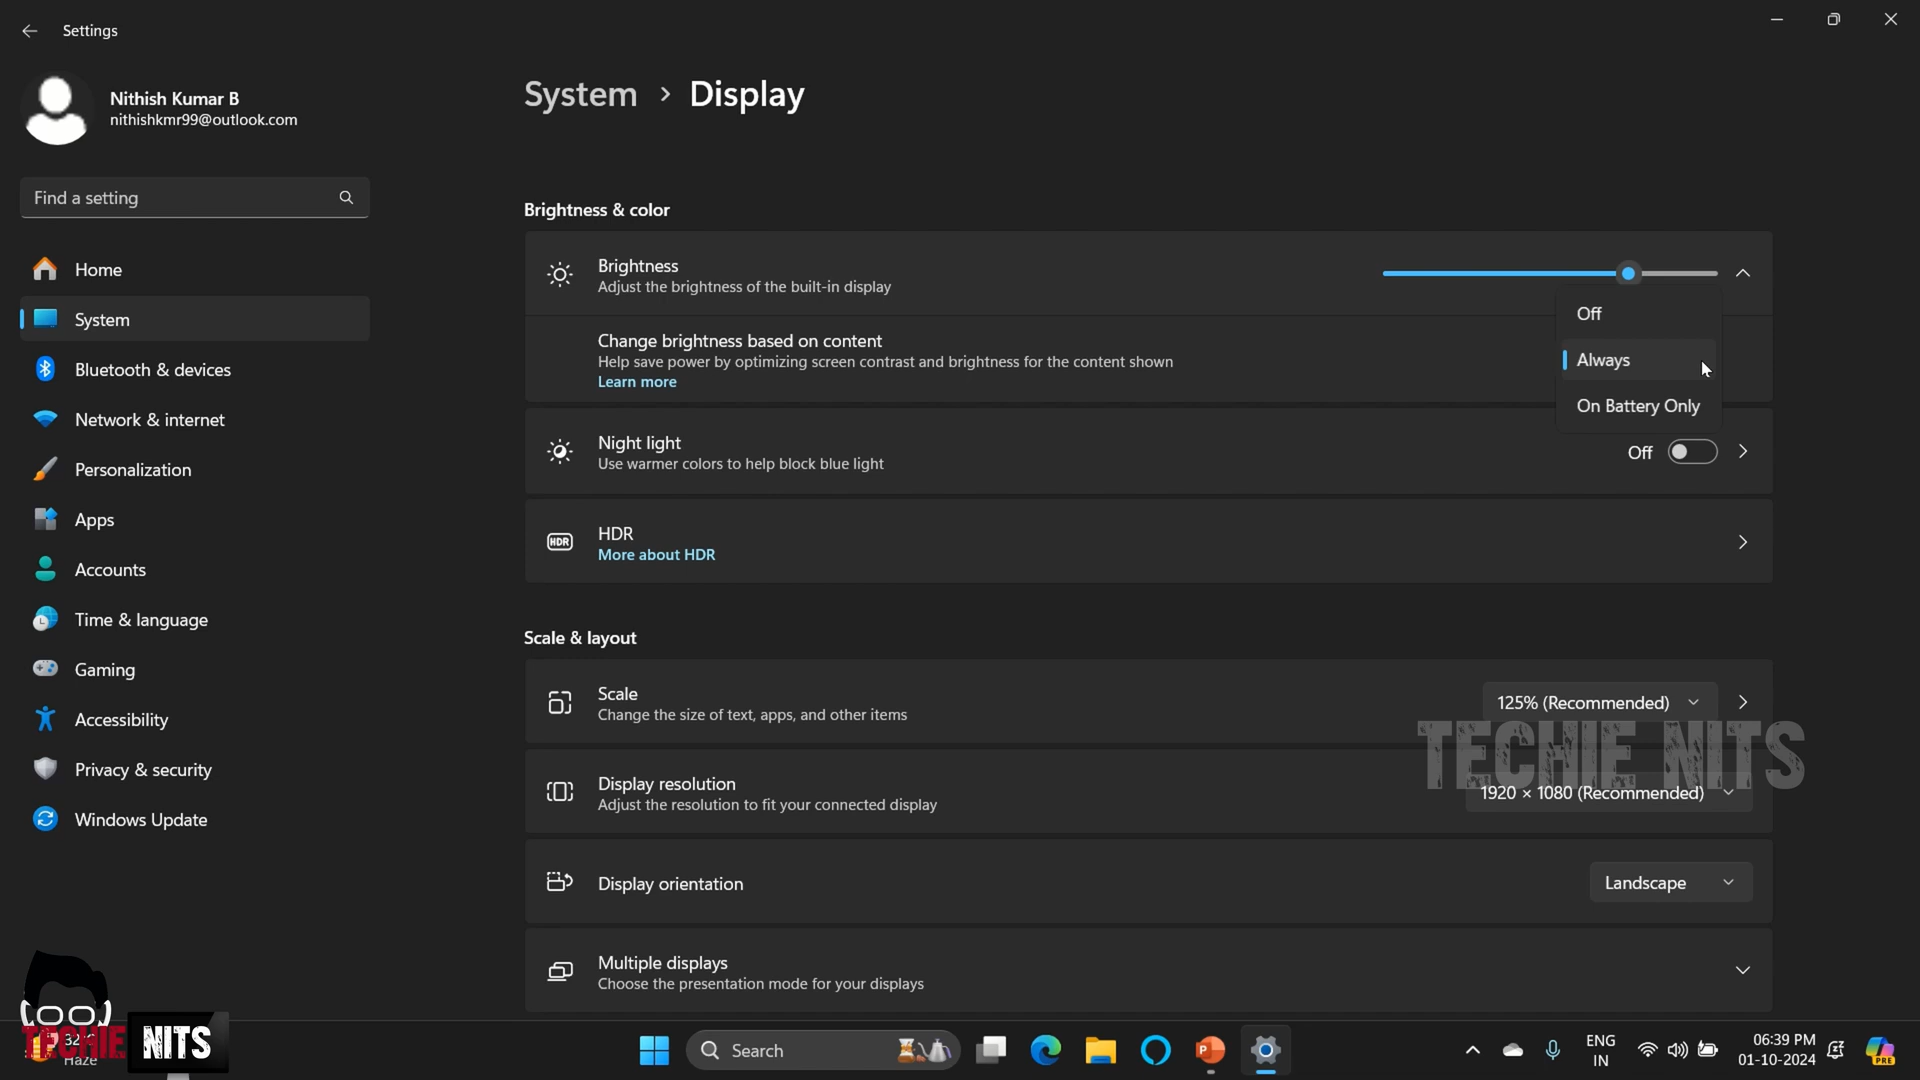 Settings
Nithish Kumar B
nithishkmr99@outlook.com
Find a setting
Home
System
Bluetooth & devices
Network & internet
Personalization
Apps
Accounts
Time & language
Gaming
Accessibility
Privacy & security
Windows Update
System > Display
Brightness & color
Brightness
Adjust the brightness of the built-in display
Change brightness based on content
Help save power by optimizing screen contrast and brightness for the content shown
Learn more
Off
Always
On Battery Only
Night light
Use warmer colors to help block blue light
Off
HDR
HDR
More about HDR
Scale & layout
Scale
Change the size of text, apps, and other items
125% (Recommended)
TECHIE NITS
Display resolution
Adjust the resolution to fit your connected display
1920 × 1080 (Recommended)
Display orientation
Landscape
Multiple displays
Choose the presentation mode for your displays
TECHIE NITS
Haze
Search
ENG
IN
06:39 PM
01-10-2024
PRE